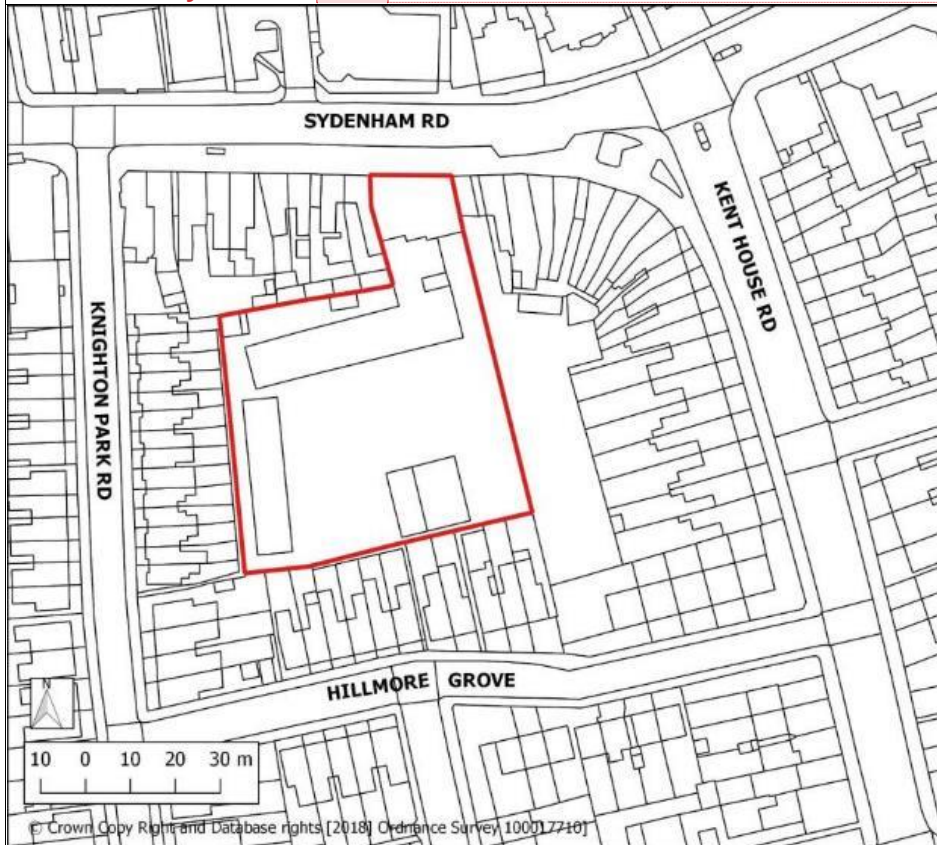 SYDENHAM RD
KENT HOUSE RD
KNIGHTON PARK RD
HILLMORE GROVE
N
10 0 10 20 30 m
© Crown Copy Right and Database rights [2018] Ordnance Survey 100017710]